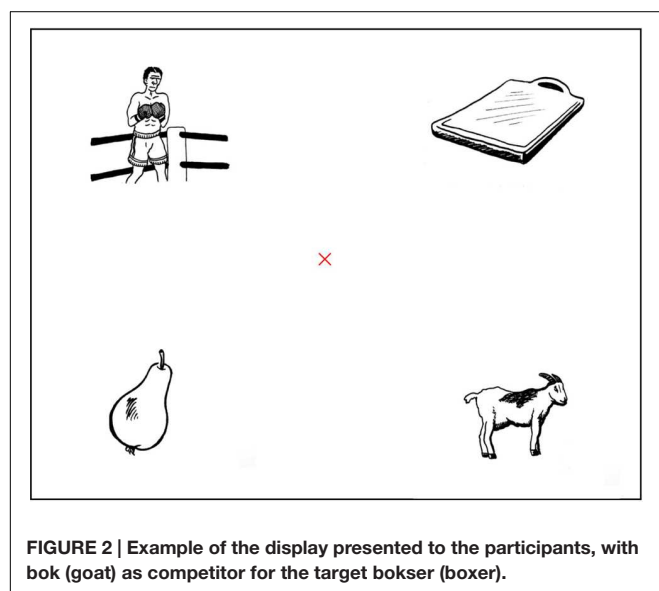 FIGURE 2 | Example of the display presented to the participants, with
bok (goat) as competitor for the target bokser (boxer).